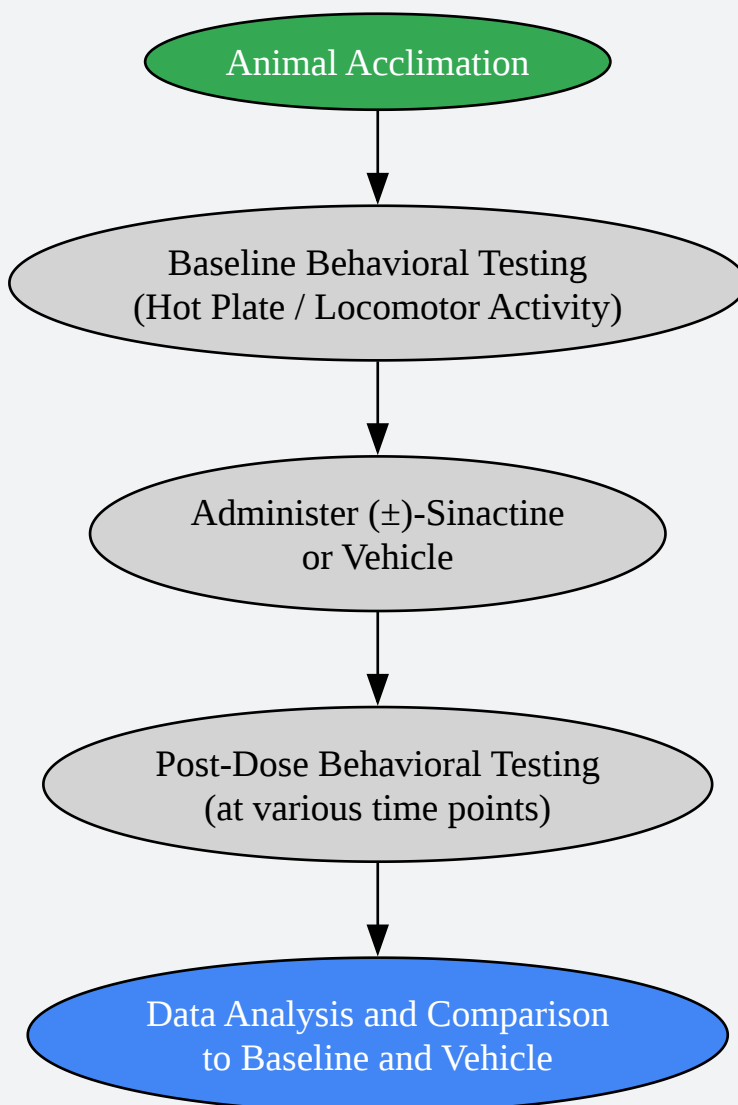 Animal Acclimation
Baseline Behavioral Testing
(Hot Plate / Locomotor Activity)
Administer (±)-Sinactine
or Vehicle
Post-Dose Behavioral Testing
(at various time points)
Data Analysis and Comparison
to Baseline and Vehicle